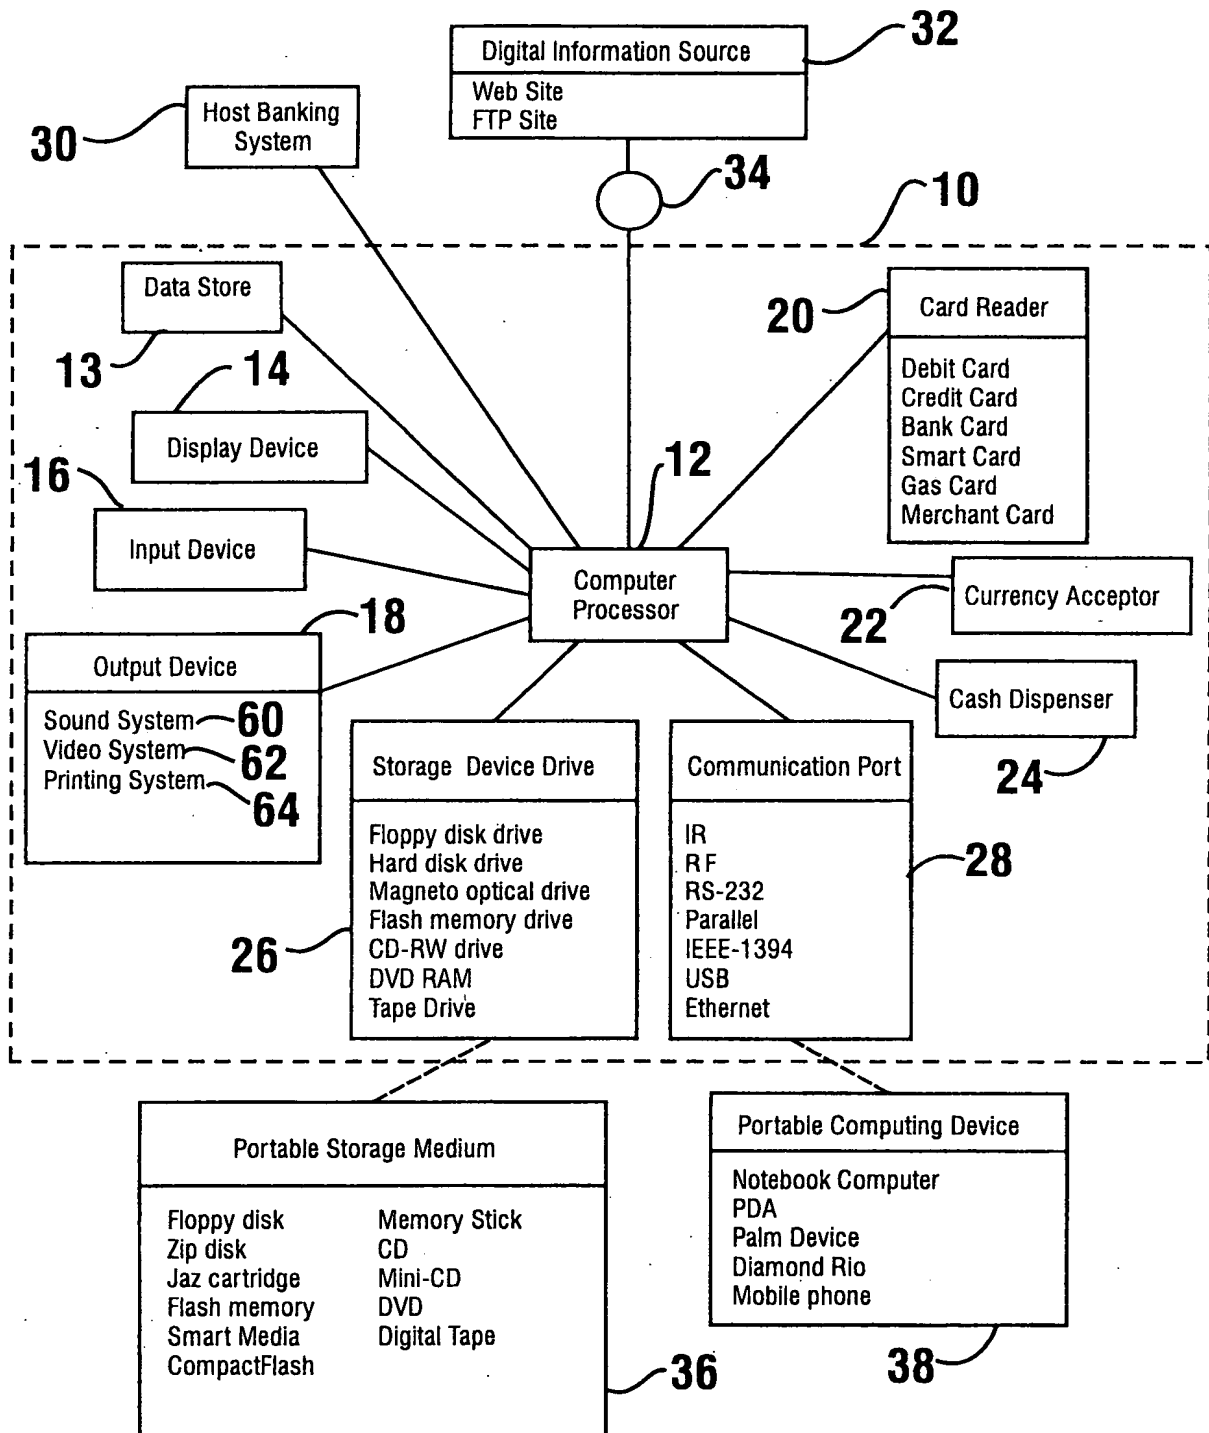 32
Digital Information Source
Web Site
FTP Site
30
Host Banking
System
34
10
Data Store
13
14
Display Device
16
Input Device
18
Output Device
Sound System 60
Video System 62
Printing System 64
12
Computer
Processor
20
Card Reader
Debit Card
Credit Card
Bank Card
Smart Card
Gas Card
Merchant Card
22
Currency Acceptor
Cash Dispenser
24
26
Storage Device Drive
Floppy disk drive
Hard disk drive
Magneto optical drive
Flash memory drive
CD-RW drive
DVD RAM
Tape Drive
Communication Port
IR
RF
RS-232
Parallel
IEEE-1394
USB
Ethernet
28
Portable Storage Medium
Floppy disk
Zip disk
Jaz cartridge
Flash memory
Smart Media
CompactFlash
Memory Stick
CD
Mini-CD
DVD
Digital Tape
36
Portable Computing Device
Notebook Computer
PDA
Palm Device
Diamond Rio
Mobile phone
38